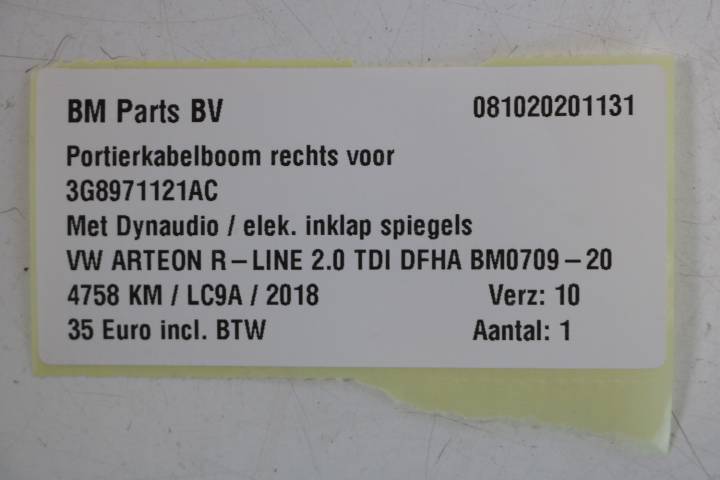 BM Parts BV 081020201131
Portierkabelboom rechts voor
3G8971121AC
Met Dynaudio / elek. inklap spiegels
VW ARTEON R-LINE 2.0 TDI DFHA BM0709-20
4758 KM / LC9A / 2018 Verz: 10
35 Euro incl. BTW Aantal: 1